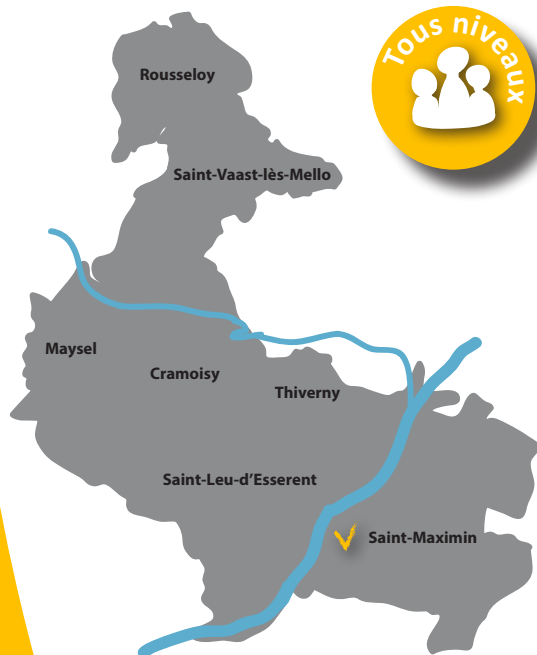 Tous niveaux
Rousseloy
Saint-Vaast-lès-Mello
Maysel
Cramoisy
Thiverny
Saint-Leu-d'Esserent
Saint-Maximin